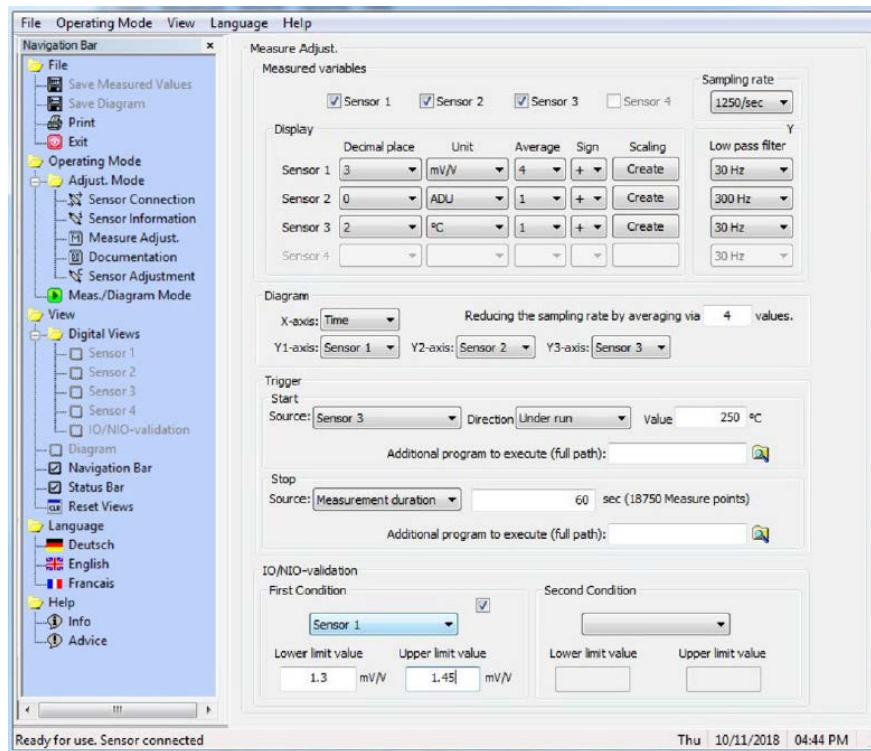 File Operating Mode View Language Help
Navigation Bar x
File
Save Measured Values
Save Diagram
Print
Exit
Operating Mode
Adjust. Mode
Sensor Connection
Sensor Information
Measure Adjust.
Documentation
Sensor Adjustment
Meas./Diagram Mode
View
Digital Views
Sensor 1
Sensor 2
Sensor 3
Sensor 4
IO/NIO-validation
Diagram
Navigation Bar
Status Bar
Reset Views
Language
Deutsch
English
Francais
Help
Info
Advice
Measure Adjust.
Measured variables
Sensor 1 Sensor 2 Sensor 3 Sensor 4
Sampling rate
1250/sec
Display Y
Decimal place Unit Average Sign Scaling Low pass filter
Sensor 1 3 mV/V 4 + Create 30 Hz
Sensor 2 0 ADU 1 + Create 300 Hz
Sensor 3 2 ºC 1 + Create 30 Hz
Sensor 4 30 Hz
Diagram
X-axis: Time Reducing the sampling rate by averaging via 4 values.
Y1-axis: Sensor 1 Y2-axis: Sensor 2 Y3-axis: Sensor 3
Trigger
Start
Source: Sensor 3 Direction Under run Value 250 ºC
Additional program to execute (full path):
Stop
Source: Measurement duration 60 sec (18750 Measure points)
Additional program to execute (full path):
IO/NIO-validation
First Condition Second Condition
Sensor 1
Lower limit value Upper limit value Lower limit value Upper limit value
1.3 mV/V 1.45 mV/V
Ready for use. Sensor connected Thu 10/11/2018 04:44 PM